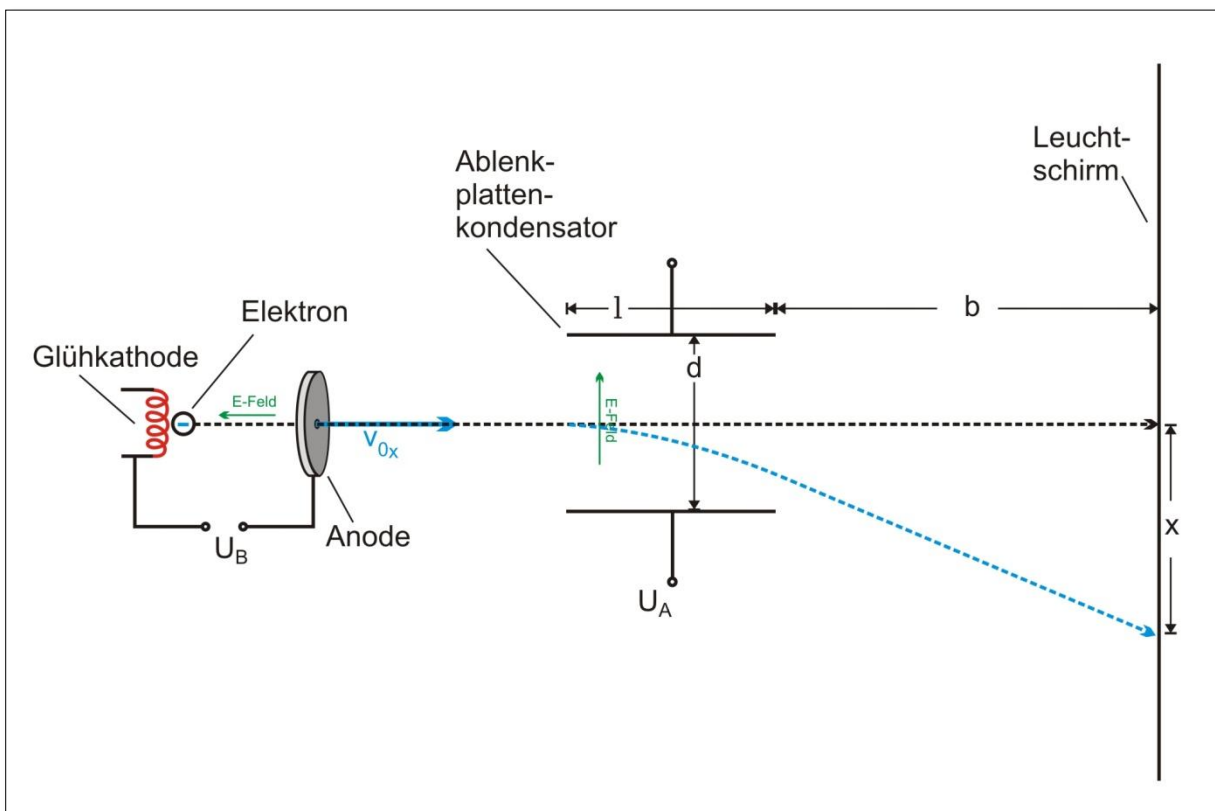 Leucht-
schirm
Ablenk-
platten-
kondensator
l
b
Elektron
Glühkathode
d
E-Feld
E-Feld
v0x
x
Anode
UB
UA